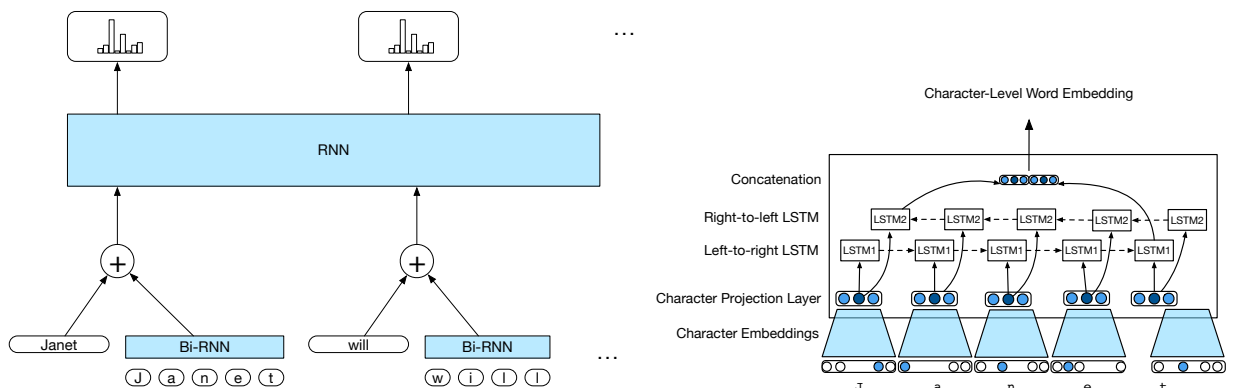 ...
RNN
+
+
Janet
Bi-RNN
will
Bi-RNN
...
J a n e t
w i l l
Character-Level Word Embedding
Concatenation
Right-to-left LSTM
LSTM2 LSTM2 LSTM2 LSTM2 LSTM2
Left-to-right LSTM
LSTM1 LSTM1 LSTM1 LSTM1 LSTM1
Character Projection Layer
Character Embeddings
J a n e t